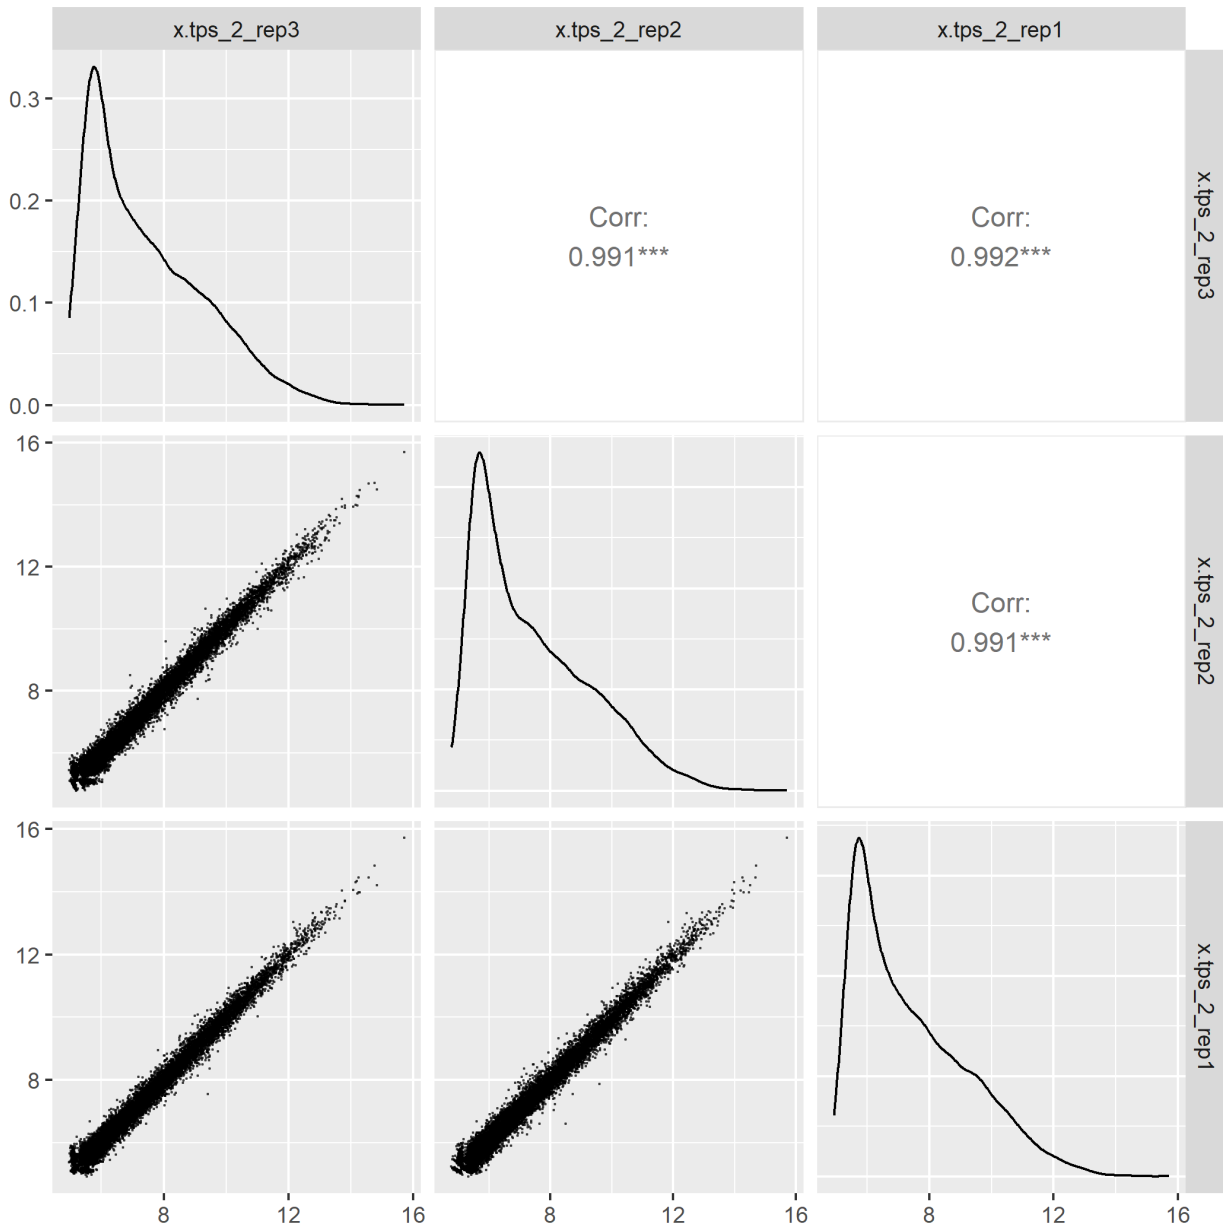 x.tps_2_rep3
x.tps_2_rep2
x.tps_2_rep1
0.3
0.2
0.1
0.0
Corr:
0.991***
Corr:
0.992***
x.tps_2_rep3
16
12
8
Corr:
0.991***
x.tps_2_rep2
16
12
8
x.tps_2_rep1
8
12
16
8
12
16
8
12
16